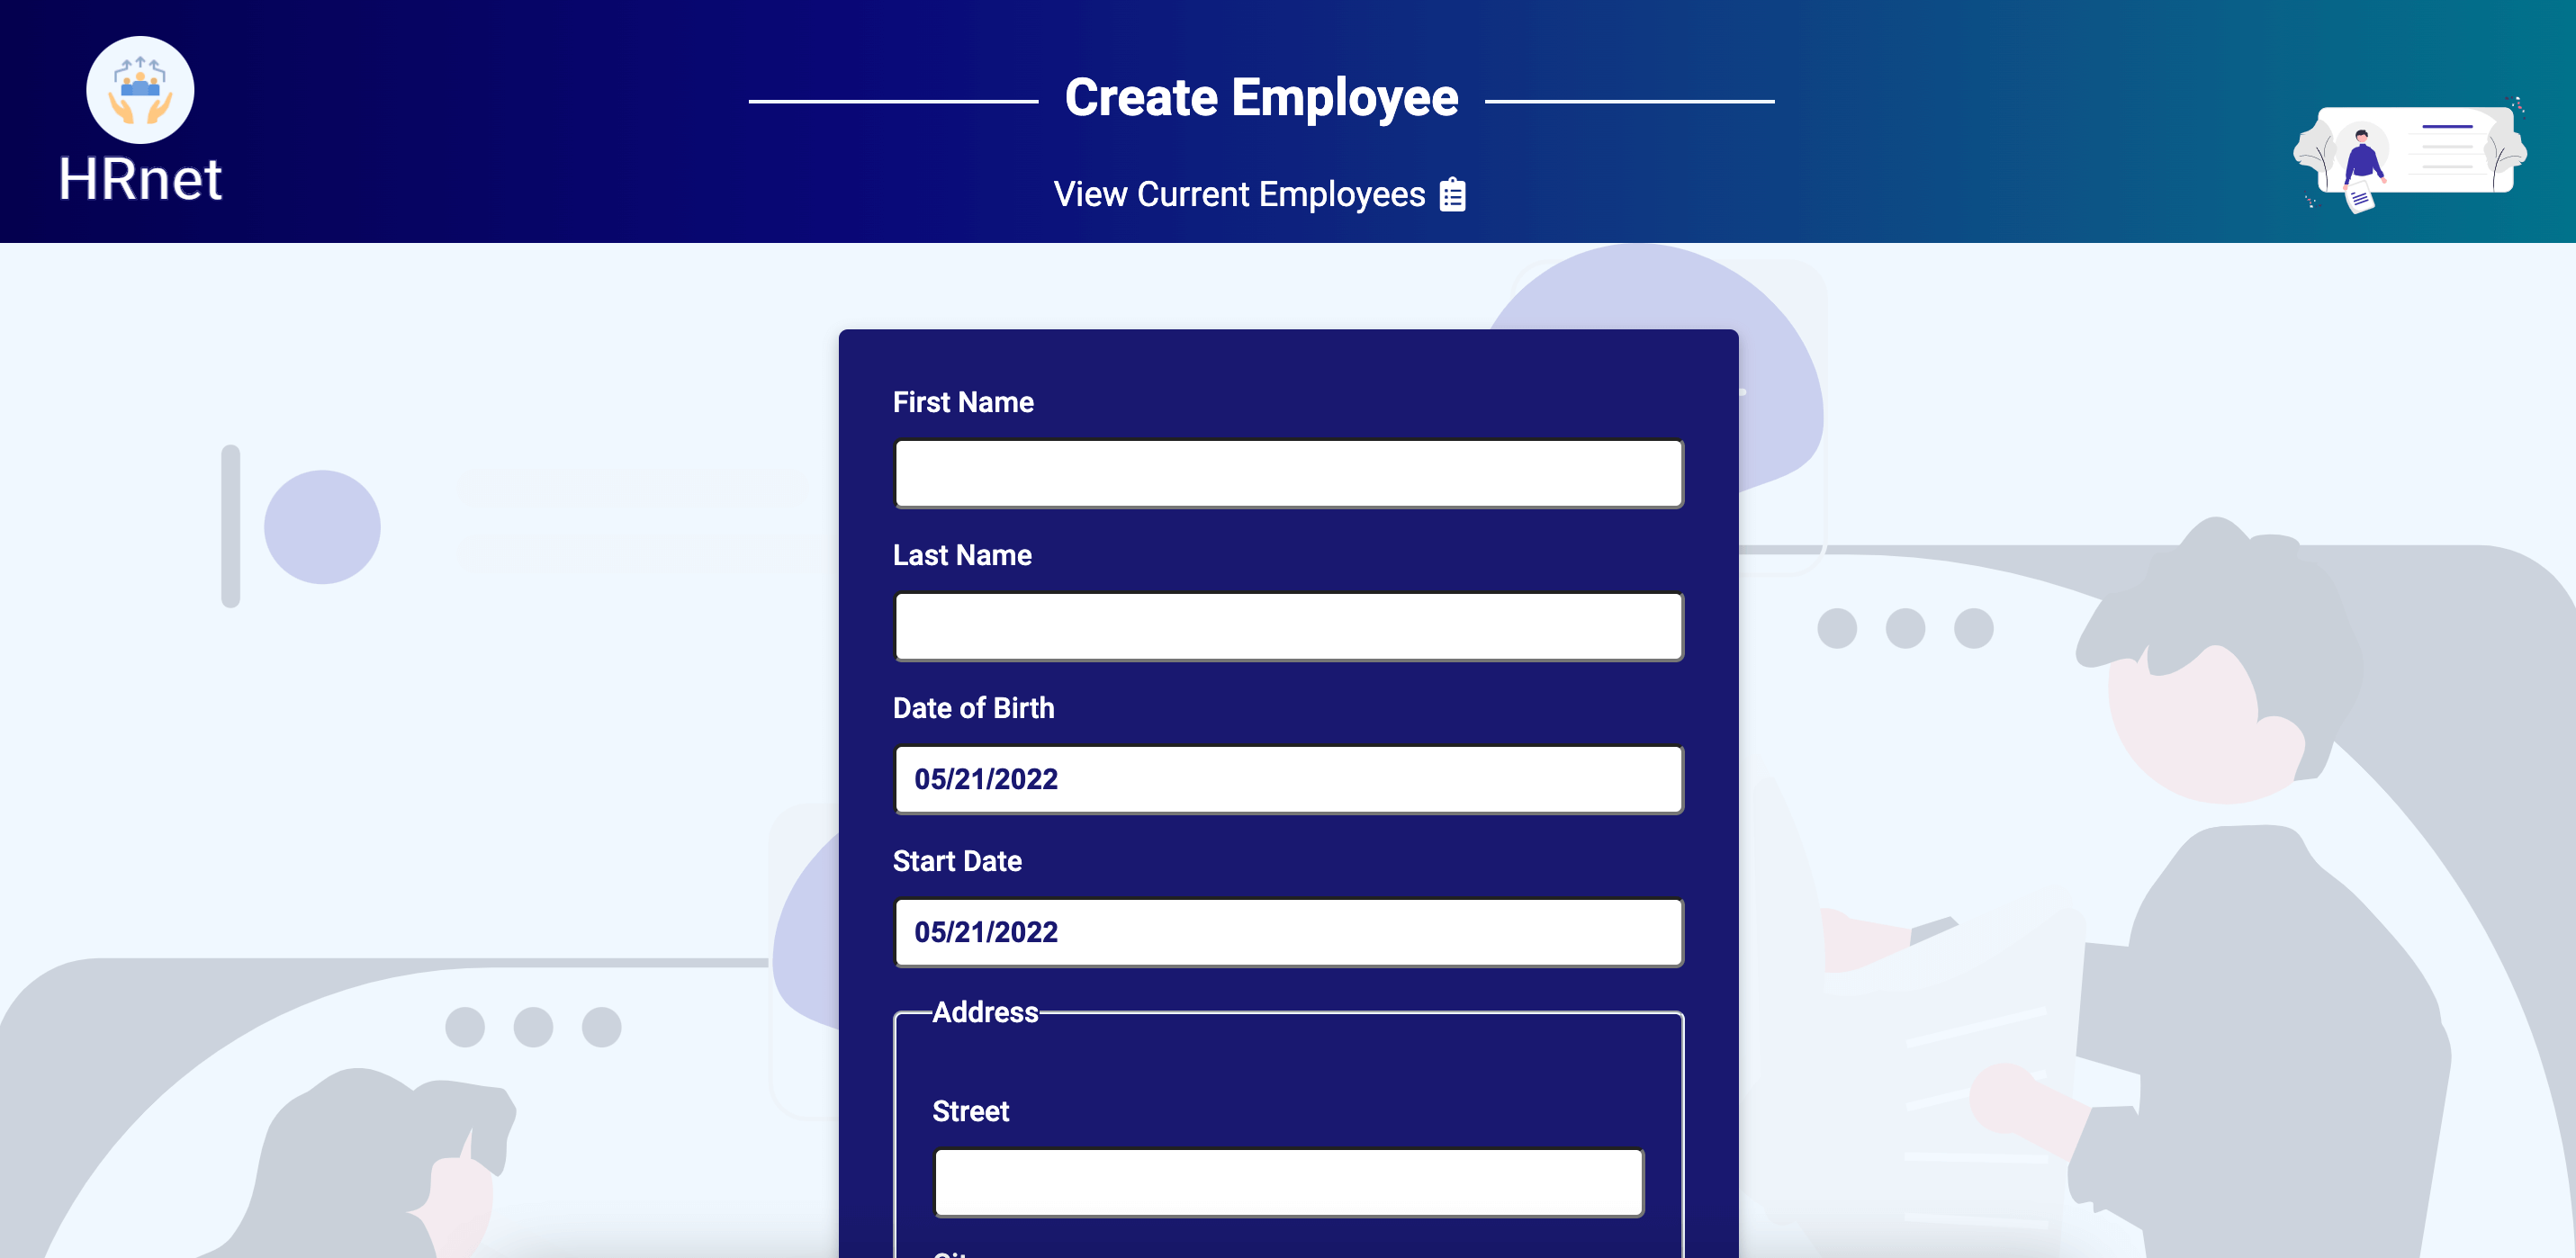 HRnet
Create Employee
View Current Employees
First Name
Last Name
Date of Birth
05/21/2022
Start Date
05/21/2022
Address
Street